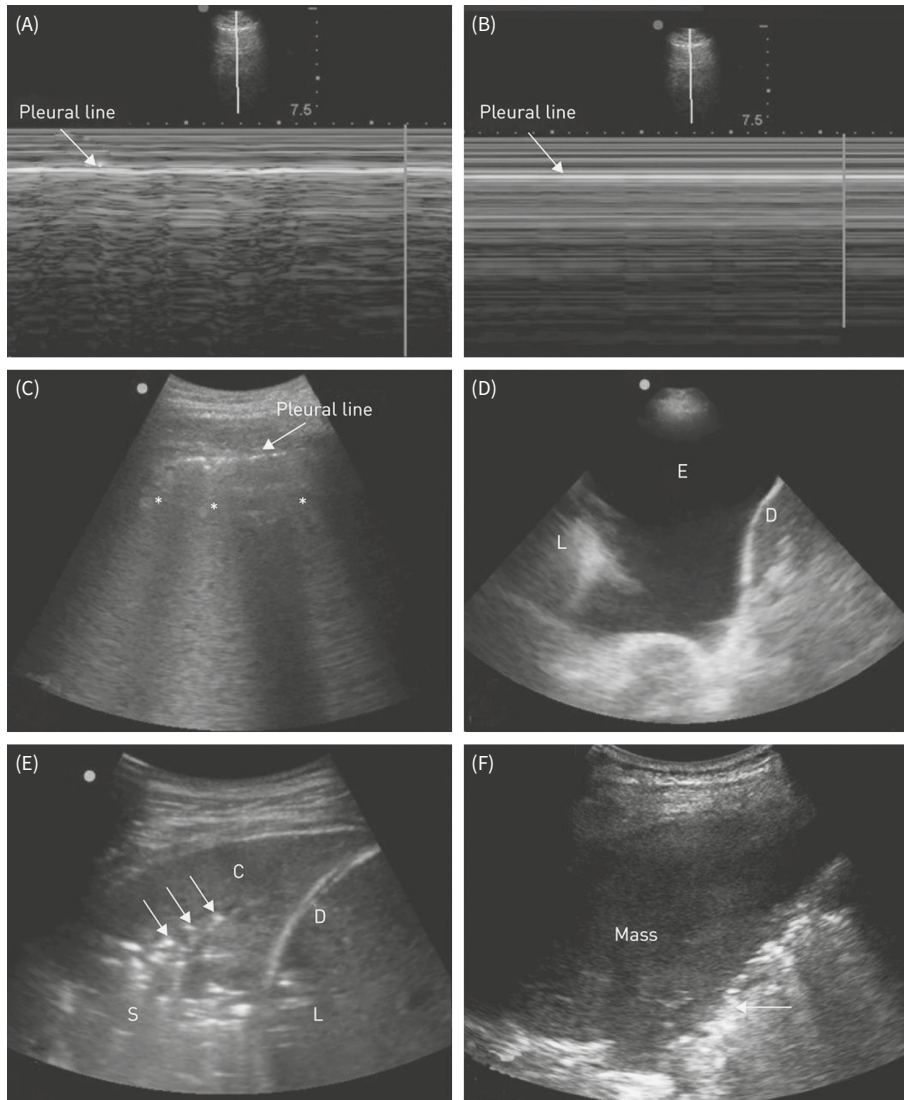 (A)
Pleural line
7.5
(B)
Pleural line
7.5
(C)
Pleural line
*
*
*
(D)
E
L
D
(E)
C
D
S
L
(F)
Mass